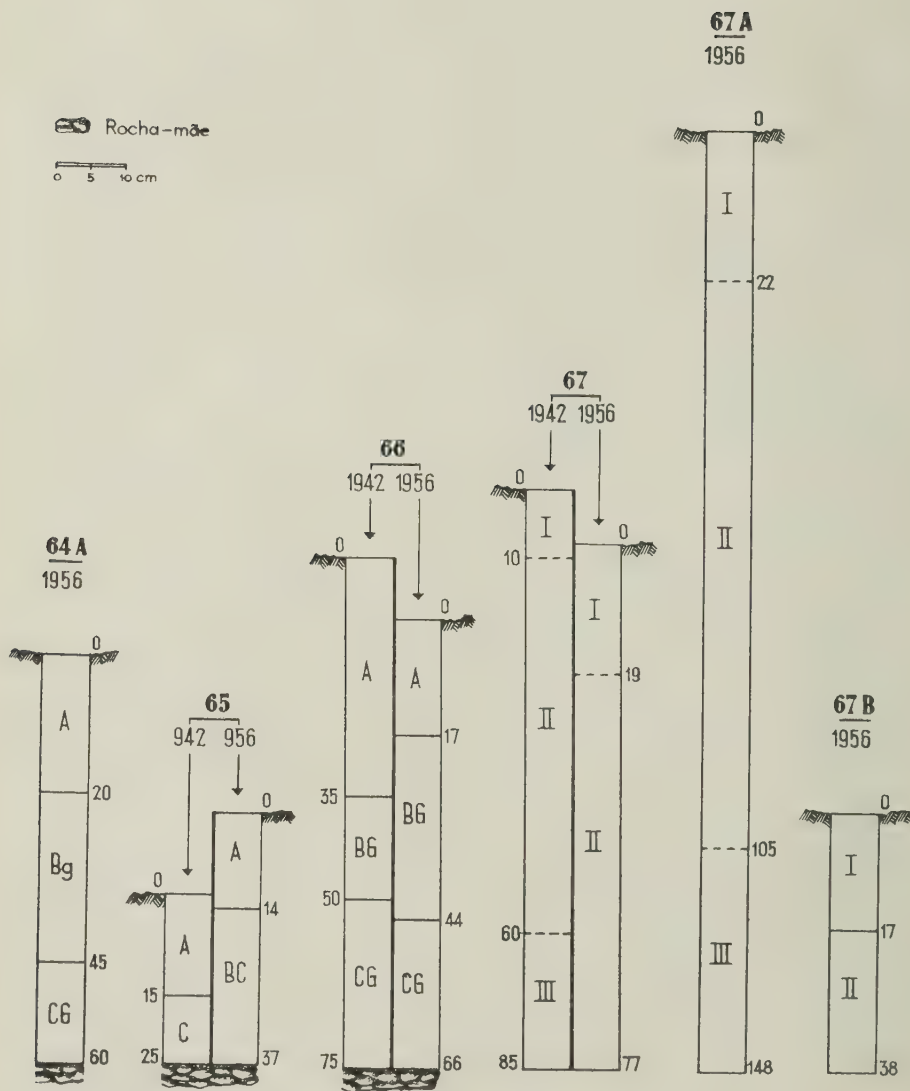 67 A
1956
Rocha-mãe
0 5 10 cm
0
I
22
II
105
III
148
67
1942 1956
0
I
10
II
60
III
85
0
I
19
II
77
66
1942 1956
0
A
35
BG
50
CG
75
0
A
17
BG
44
CG
66
64 A
1956
0
A
20
Bg
45
CG
60
65
942 956
0
A
15
C
25
0
A
14
BC
37
67 B
1956
0
I
17
II
38